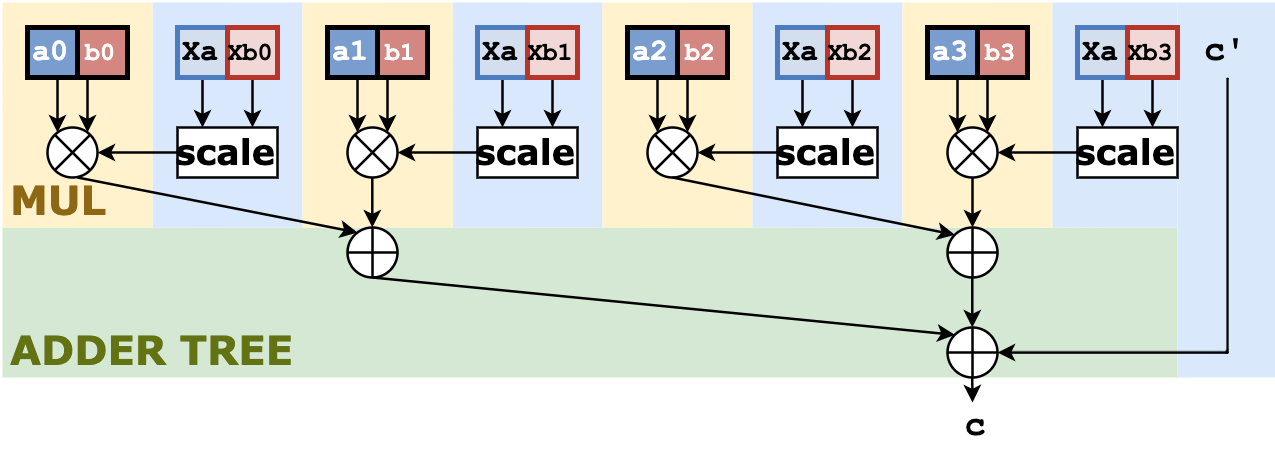 a0 b0 Xa Xb0 a1 b1 Xa Xb1 a2 b2 Xa Xb2 a3 b3 Xa Xb3 c'
scale scale scale scale
MUL
ADDER TREE
c